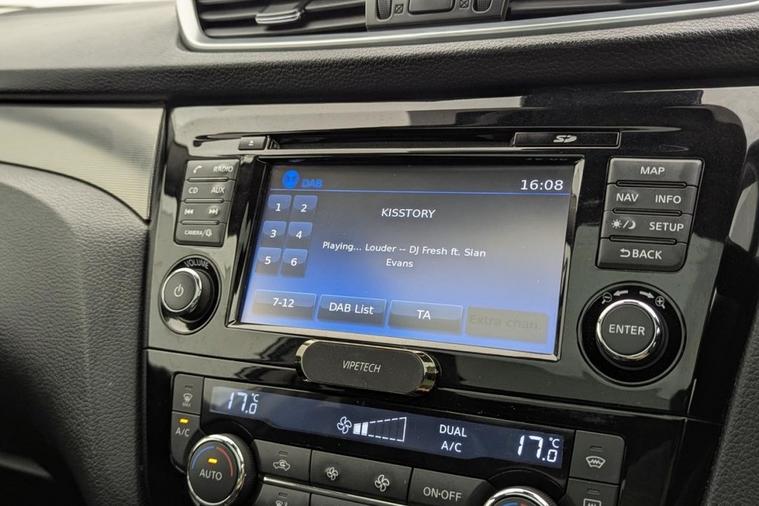 SD
RADIO
CD AUX
CAMERA/
VOLUME
DAB
16:08
1 2
3 4
5 6
KISSTORY
Playing... Louder -- DJ Fresh ft. Sian
Evans
7-12
DAB List
TA
Extra chan.
MAP
NAV INFO
SETUP
BACK
ENTER
VIPETECH
MAX
A/C
17.0°C
DUAL
A/C
17.0°C
AUTO
ON·OFF